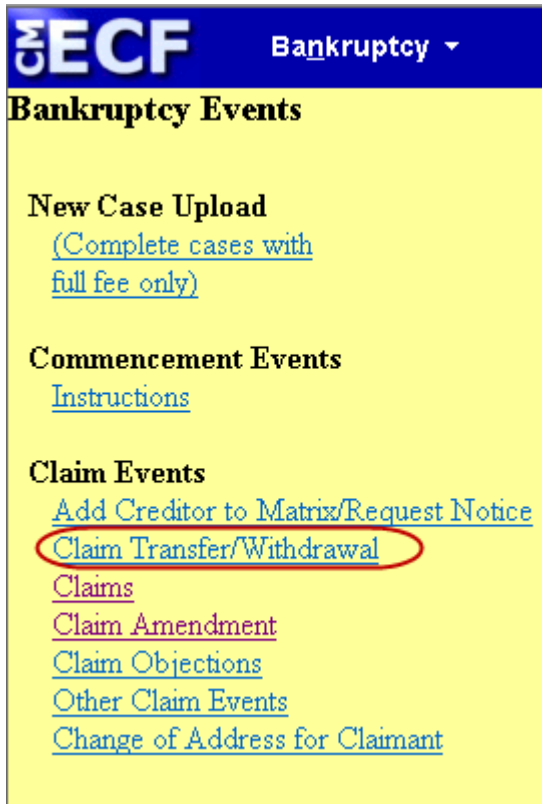 CM ECF Bankruptcy
Bankruptcy Events
New Case Upload
(Complete cases with
full fee only)
Commencement Events
Instructions
Claim Events
Add Creditor to Matrix/Request Notice
Claim Transfer/Withdrawal
Claims
Claim Amendment
Claim Objections
Other Claim Events
Change of Address for Claimant